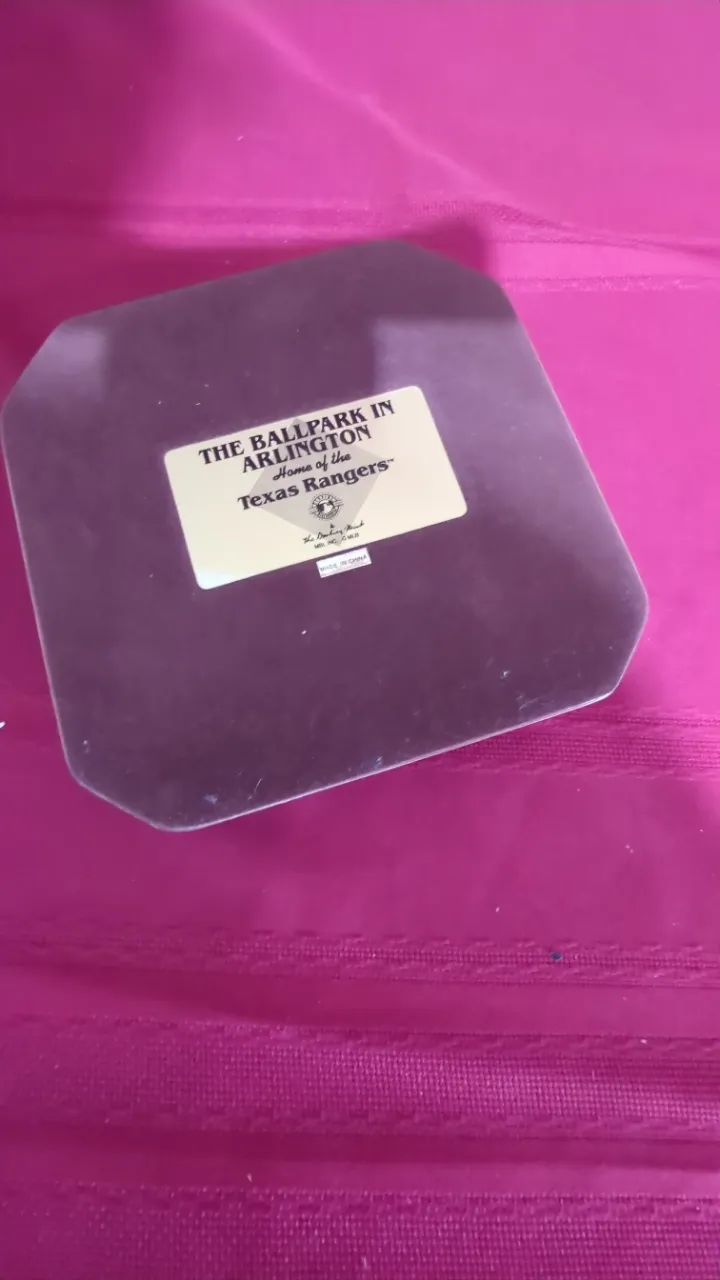 THE BALLPARK IN
ARLINGTON
Home of the
Texas Rangers™
The Danbury Mint
MADE IN CHINA